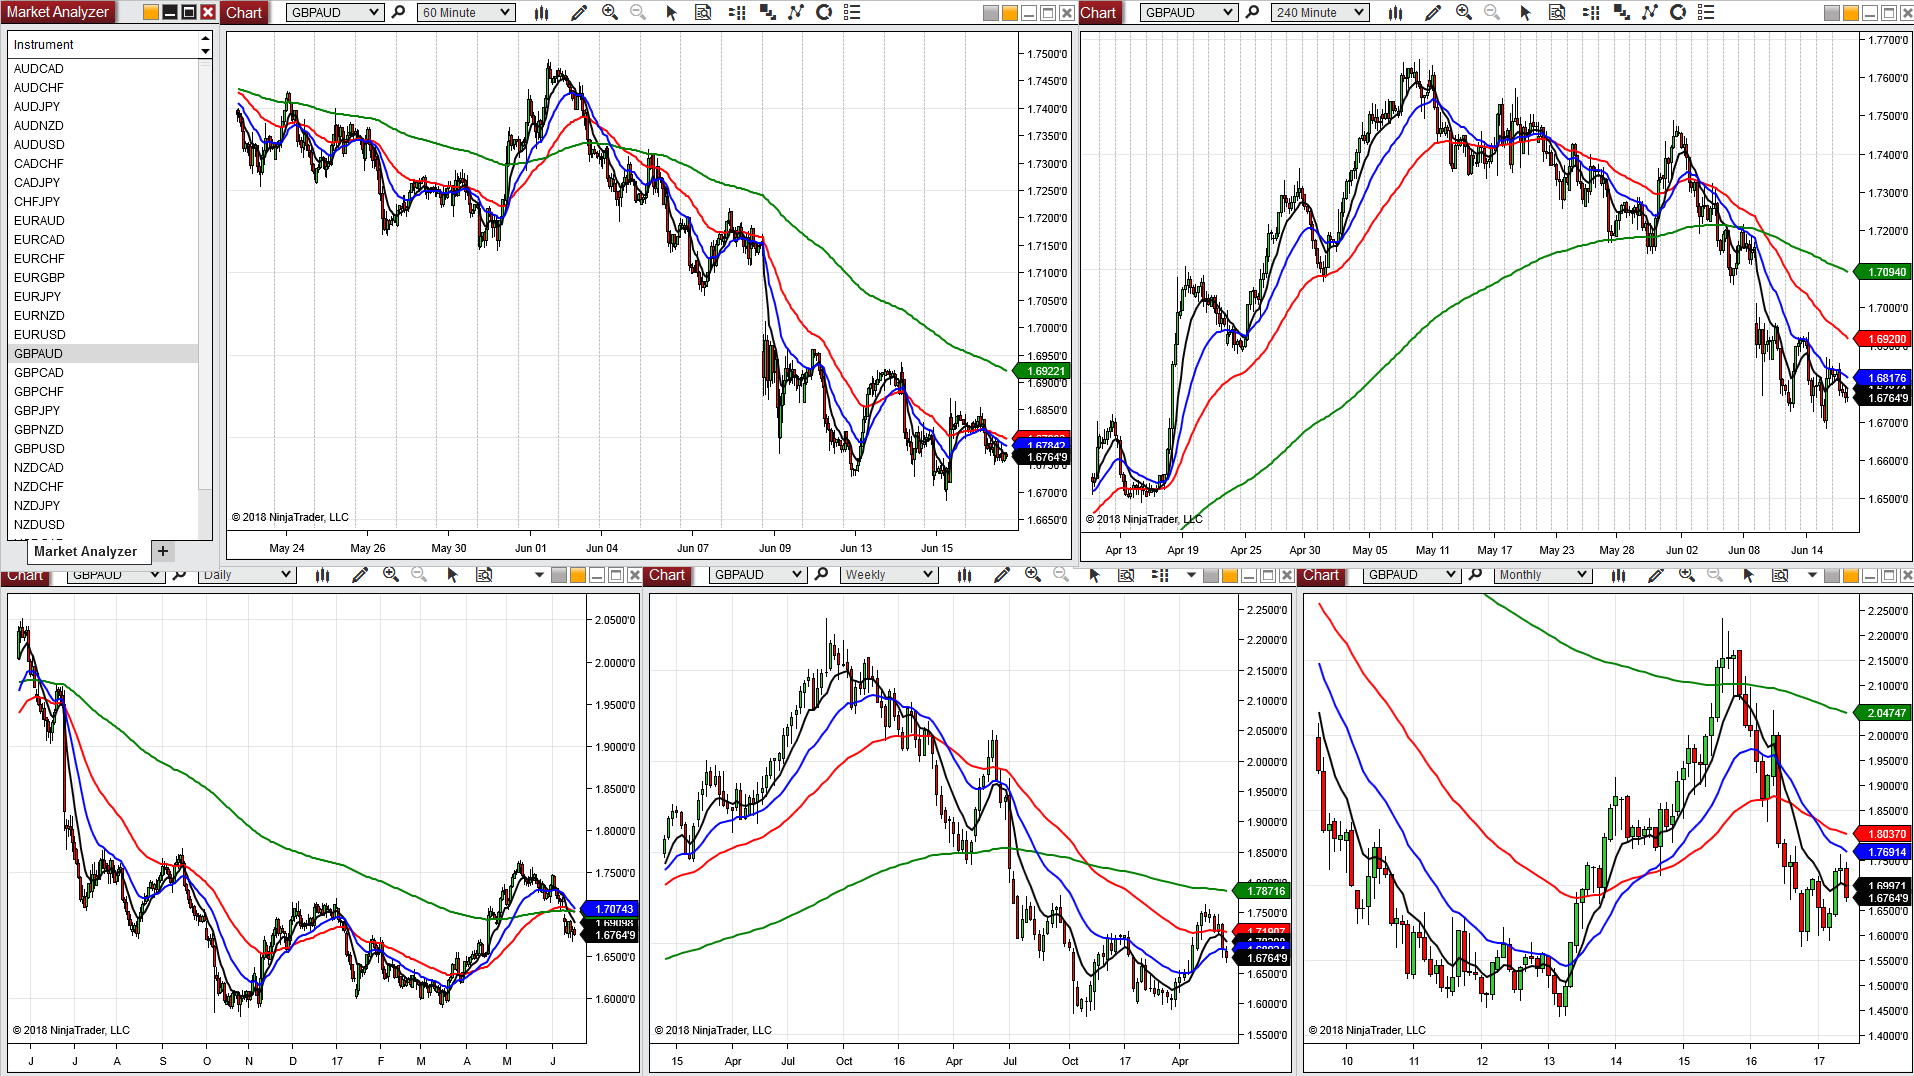 Market Analyzer
Instrument
AUDCAD
AUDCHF
AUDJPY
AUDNZD
AUDUSD
CADCHF
CADJPY
CHFJPY
EURAUD
EURCAD
EURCHF
EURGBP
EURJPY
EURNZD
EURUSD
GBPAUD
GBPCAD
GBPCHF
GBPJPY
GBPNZD
GBPUSD
NZDCAD
NZDCHF
NZDJPY
NZDUSD
Market Analyzer +
Chart GBPAUD 60 Minute
1.7500'0
1.7450'0
1.7400'0
1.7350'0
1.7300'0
1.7250'0
1.7200'0
1.7150'0
1.7100'0
1.7050'0
1.7000'0
1.6950'0
1.69221
1.6900'0
1.6850'0
1.67842
1.6764'9
1.6700'0
1.6650'0
© 2018 NinjaTrader, LLC
May 24 May 26 May 30 Jun 01 Jun 04 Jun 07 Jun 09 Jun 13 Jun 15
Chart GBPAUD 240 Minute
1.7700'0
1.7600'0
1.7500'0
1.7400'0
1.7300'0
1.7200'0
1.70940
1.7000'0
1.69200
1.68176
1.6764'9
1.6700'0
1.6600'0
1.6500'0
© 2018 NinjaTrader, LLC
Apr 13 Apr 19 Apr 25 Apr 30 May 05 May 11 May 17 May 23 May 28 Jun 02 Jun 08 Jun 14
Chart GBPAUD Daily
2.0500'0
2.0000'0
1.9500'0
1.9000'0
1.8500'0
1.8000'0
1.7500'0
1.70743
1.6764'9
1.6500'0
1.6000'0
© 2018 NinjaTrader, LLC
J J A S O N D 17 F M A M J
Chart GBPAUD Weekly
2.2500'0
2.2000'0
2.1500'0
2.1000'0
2.0500'0
2.0000'0
1.9500'0
1.9000'0
1.8500'0
1.78716
1.7500'0
1.6764'9
1.6500'0
1.6000'0
1.5500'0
© 2018 NinjaTrader, LLC
15 Apr Jul Oct 16 Apr Jul Oct 17 Apr
Chart GBPAUD Monthly
2.2500'0
2.2000'0
2.1500'0
2.1000'0
2.04747
2.0000'0
1.9500'0
1.9000'0
1.8500'0
1.80370
1.76914
1.69971
1.6764'9
1.6500'0
1.6000'0
1.5500'0
1.5000'0
1.4500'0
1.4000'0
© 2018 NinjaTrader, LLC
10 11 12 13 14 15 16 17